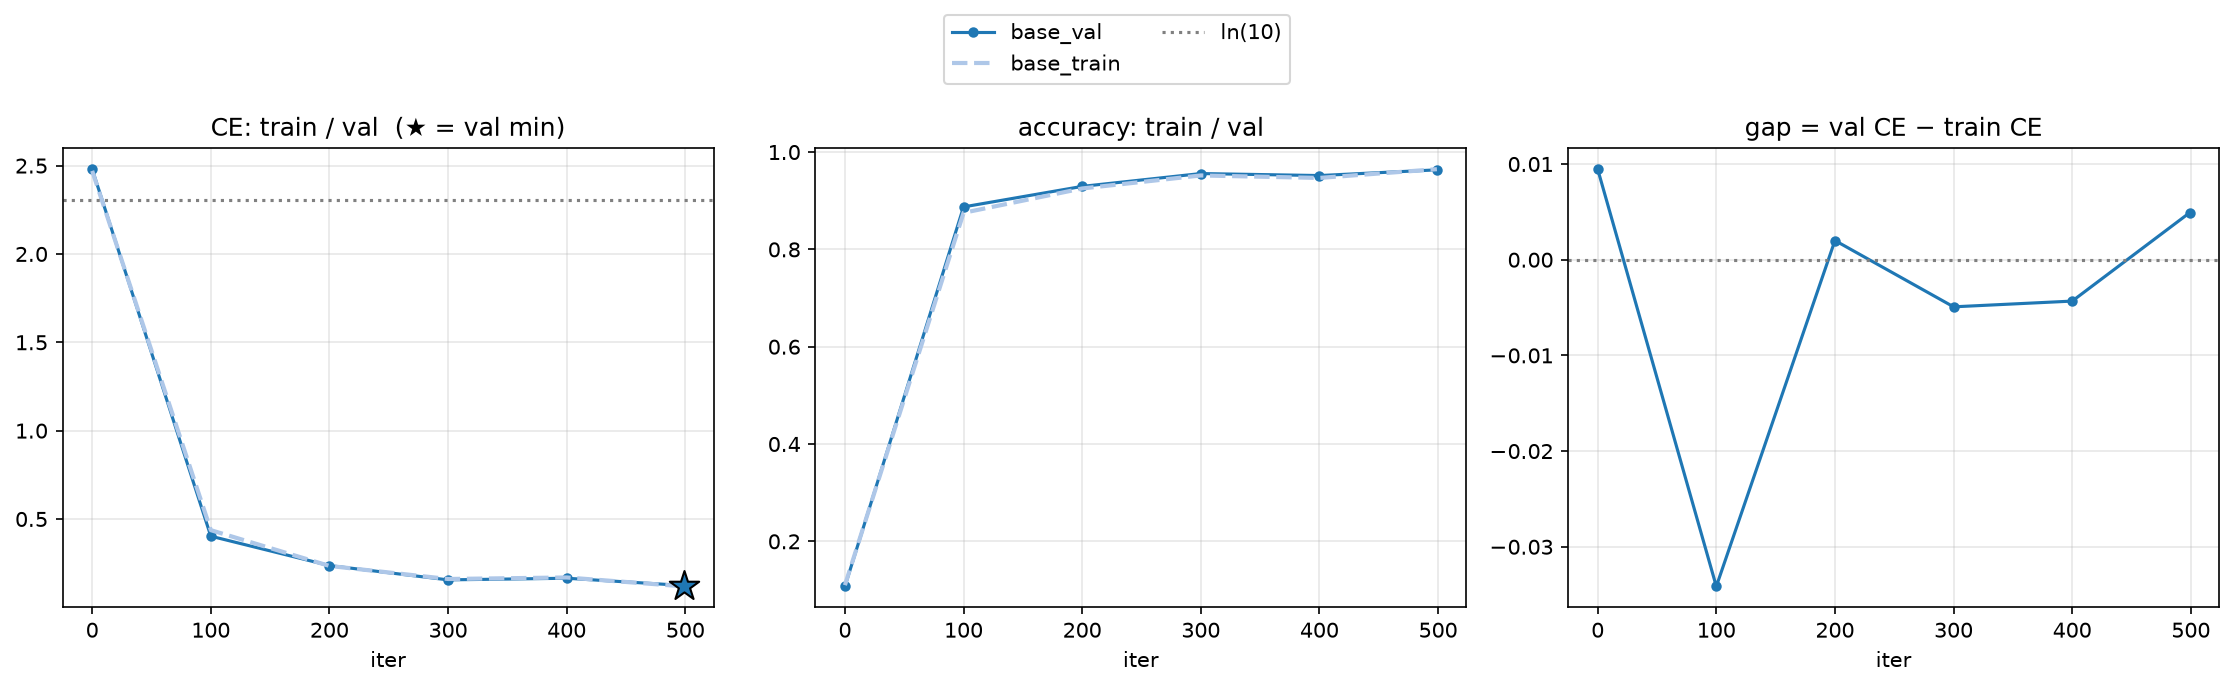 base_val
base_train
ln(10)
CE: train / val (★ = val min)
2.5
2.0
1.5
1.0
0.5
0 100 200 300 400 500
iter
accuracy: train / val
1.0
0.8
0.6
0.4
0.2
0 100 200 300 400 500
iter
gap = val CE − train CE
0.01
0.00
−0.01
−0.02
−0.03
0 100 200 300 400 500
iter